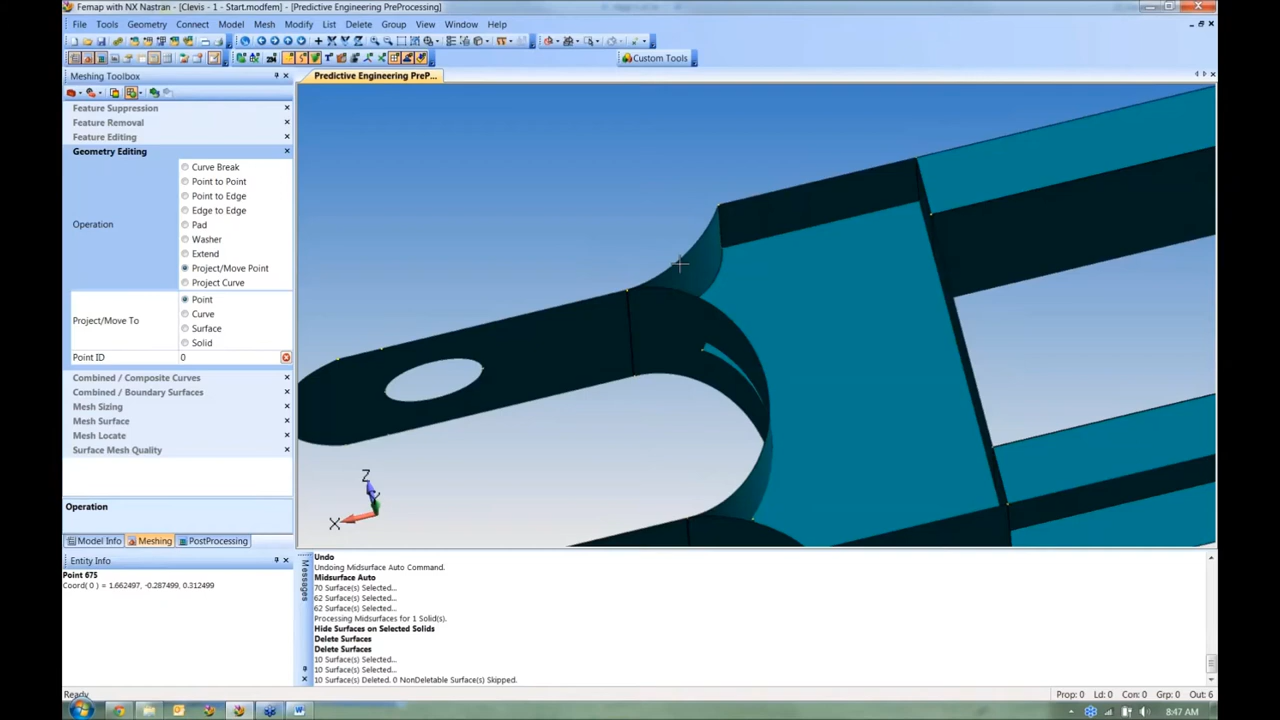 Femap with NX Nastran - [Clevis - 1 - Start.modfem] - [Predictive Engineering PreProcessing]
File Tools Geometry Connect Model Mesh Modify List Delete Group View Window Help
Custom Tools
Meshing Toolbox
Predictive Engineering PreP...
Feature Suppression
Feature Removal
Feature Editing
Geometry Editing
Operation
Curve Break
Point to Point
Point to Edge
Edge to Edge
Pad
Washer
Extend
Project/Move Point
Project Curve
Project/Move To
Point
Curve
Surface
Solid
Point ID 0
Combined / Composite Curves
Combined / Boundary Surfaces
Mesh Sizing
Mesh Surface
Mesh Locate
Surface Mesh Quality
Operation
Model Info Meshing PostProcessing
Z
X
Entity Info
Point 675
Coord( 0 ) = 1.662497, -0.287499, 0.312499
Messages
Undo
Undoing Midsurface Auto Command.
Midsurface Auto
70 Surface(s) Selected...
62 Surface(s) Selected...
62 Surface(s) Selected...
Processing Midsurfaces for 1 Solid(s).
Hide Surfaces on Selected Solids
Delete Surfaces
Delete Surfaces
10 Surface(s) Selected...
10 Surface(s) Selected...
10 Surface(s) Deleted. 0 NonDeletable Surface(s) Skipped.
Ready
Prop: 0 Ld: 0 Con: 0 Grp: 0 Out: 6
8:47 AM